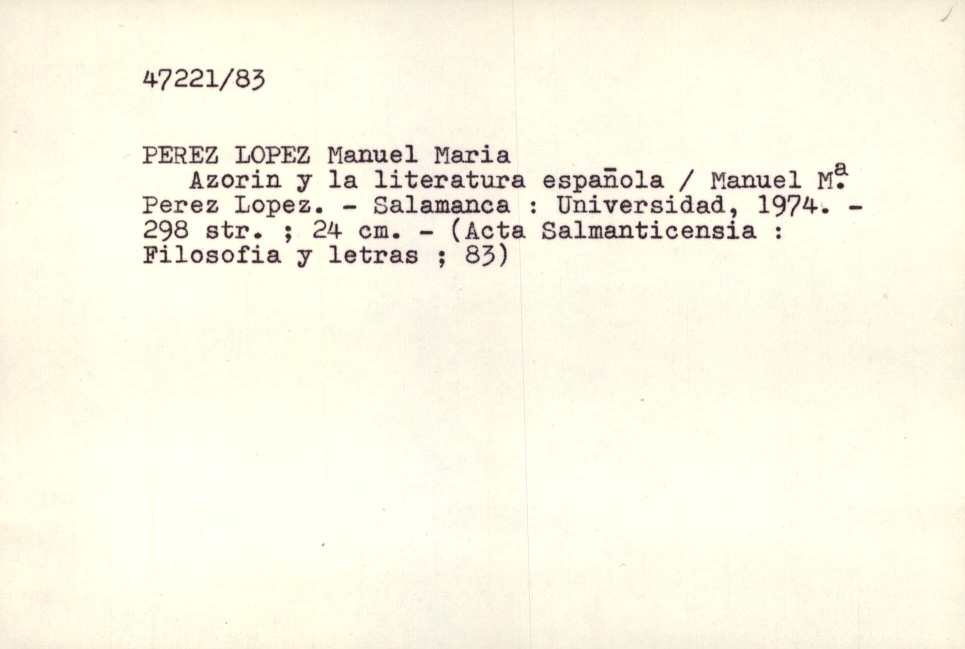 47221/83
PEREZ LOPEZ Manuel Maria
Azorin y la literatura española / Manuel M.ª
Perez Lopez. - Salamanca : Universidad, 1974. -
298 str. ; 24 cm. - (Acta Salmanticensia :
Filosofia y letras ; 83)